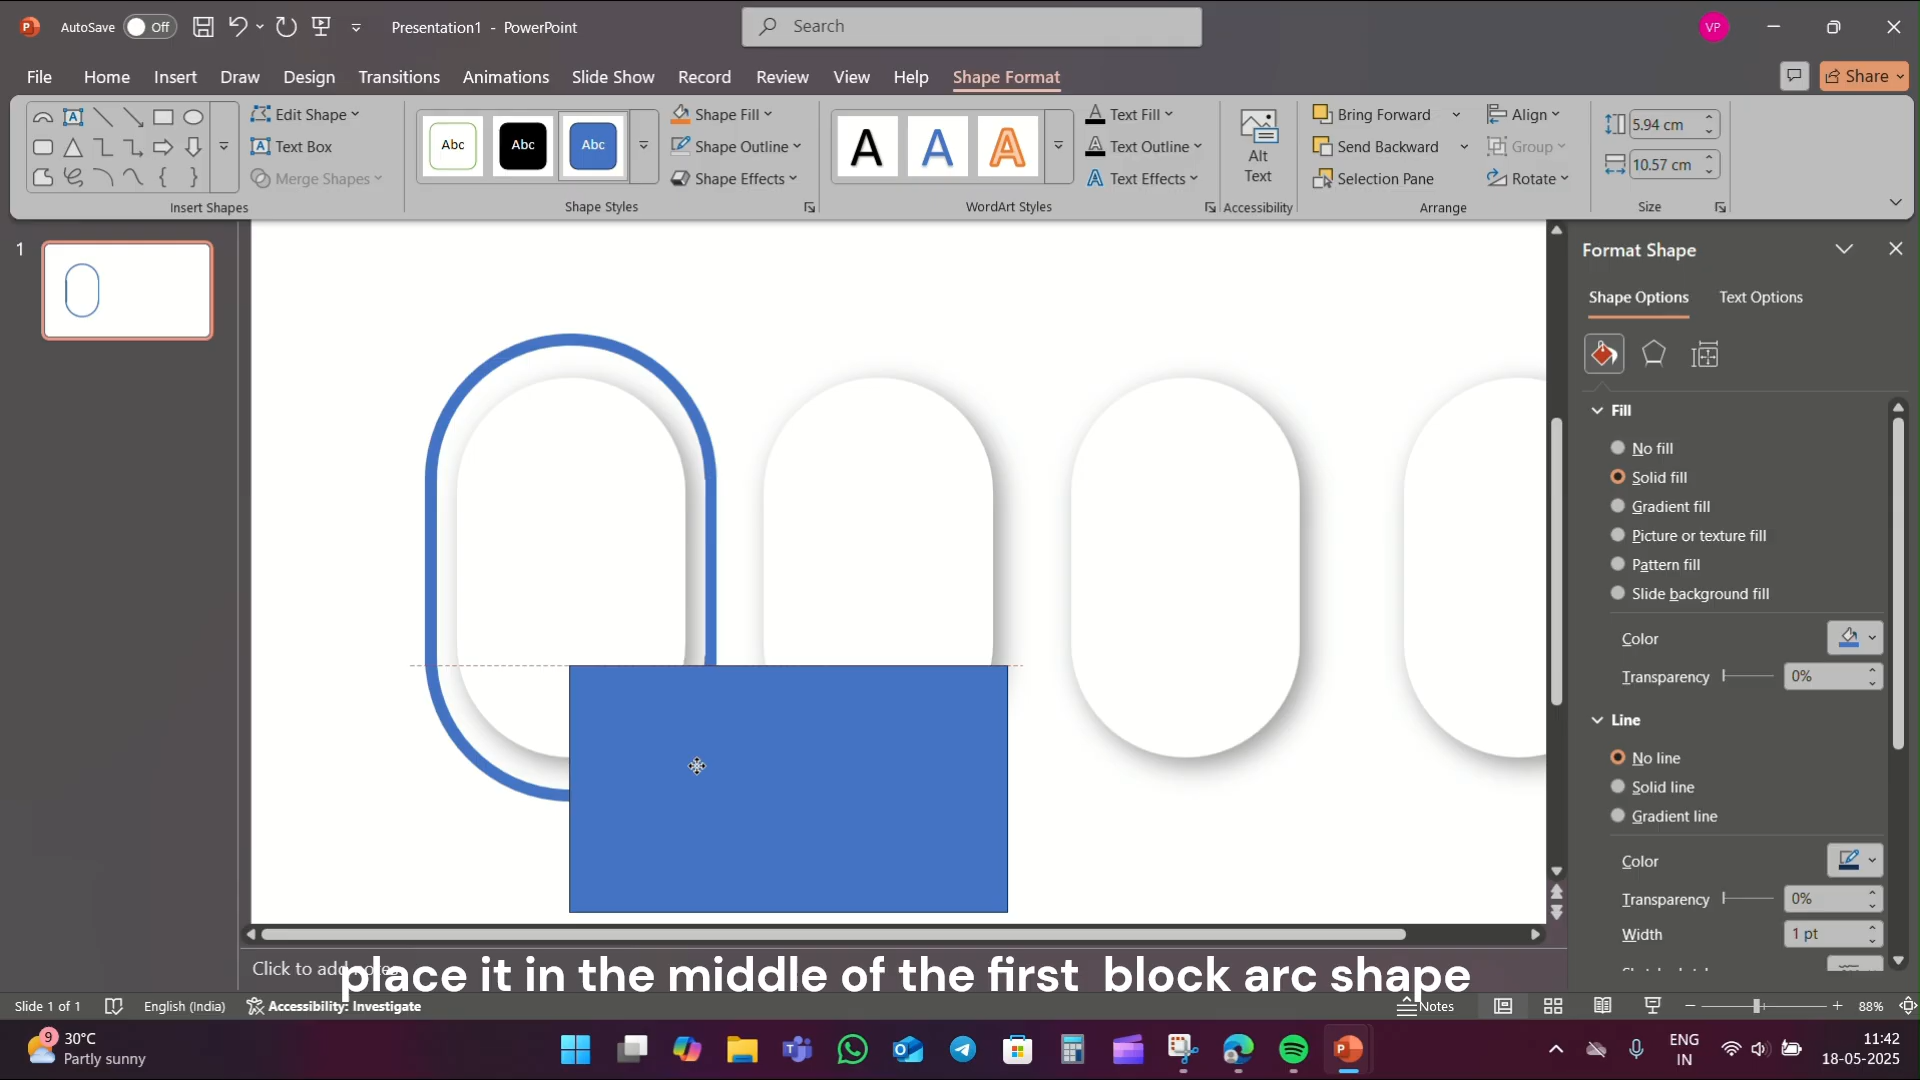 AutoSave Off Presentation1 - PowerPoint Search VP
File Home Insert Draw Design Transitions Animations Slide Show Record Review View Help Shape Format Share
Edit Shape
Text Box
Merge Shapes
Insert Shapes
Abc Abc Abc
Shape Fill
Shape Outline
Shape Effects
Shape Styles
A A A
Text Fill
Text Outline
Text Effects
WordArt Styles
Alt
Text
Accessibility
Bring Forward
Send Backward
Selection Pane
Align
Group
Rotate
Arrange
5.94 cm
10.57 cm
Size
1
Format Shape
Shape Options Text Options
Fill
No fill
Solid fill
Gradient fill
Picture or texture fill
Pattern fill
Slide background fill
Color
Transparency 0%
Line
No line
Solid line
Gradient line
Color
Transparency 0%
Width 1 pt
Click to add notes
place it in the middle of the first block arc shape
Slide 1 of 1 English (India) Accessibility: Investigate Notes 88%
9 30°C
Partly sunny
ENG
IN
11:42
18-05-2025